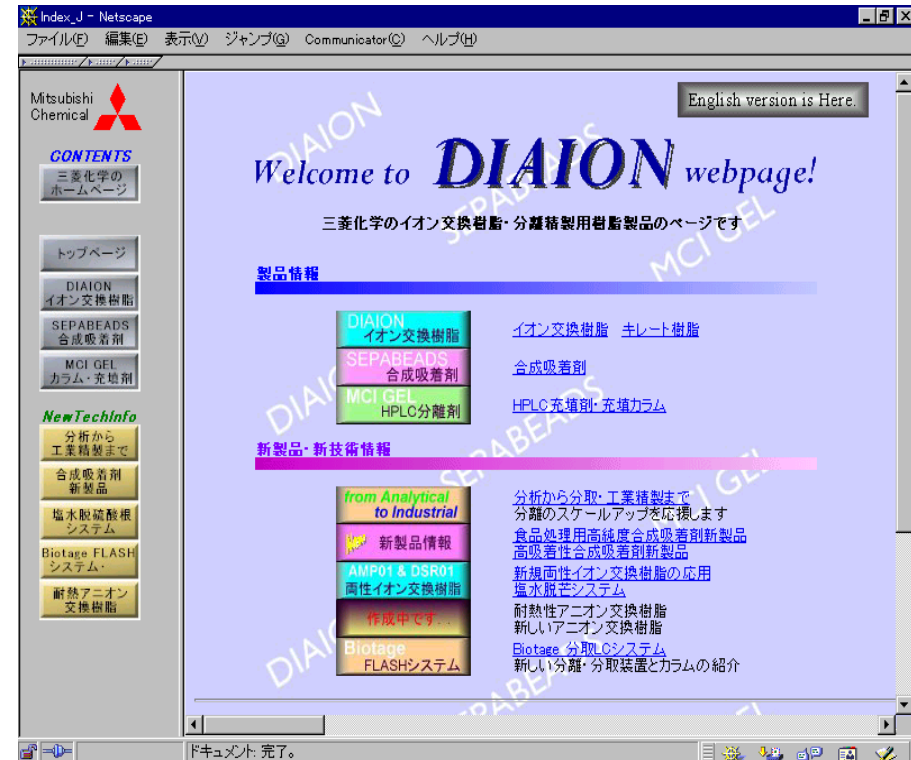 Index_J - Netscape
ファイル(F) 編集(E) 表示(V) ジャンプ(G) Communicator(C) ヘルプ(H)
Mitsubishi
Chemical
CONTENTS
三菱化学の
ホームページ
トップページ
DIAION
イオン交換樹脂
SEPABEADS
合成吸着剤
MCI GEL
カラム・充填剤
NewTechInfo
分析から
工業精製まで
合成吸着剤
新製品
塩水脱硫酸根
システム
Biotage FLASH
システム・
耐熱アニオン
交換樹脂
English version is Here.
Welcome to DIAION webpage!
三菱化学のイオン交換樹脂・分離精製用樹脂製品のページです
製品情報
DIAION
イオン交換樹脂
イオン交換樹脂 キレート樹脂
SEPABEADS
合成吸着剤
合成吸着剤
MCI GEL
HPLC分離剤
HPLC充填剤・充填カラム
新製品・新技術情報
from Analytical
to Industrial
分析から分取・工業精製まで
分離のスケールアップを応援します
New 新製品情報
食品処理用高純度合成吸着剤新製品
高吸着性合成吸着剤新製品
AMP01 & DSR01
両性イオン交換樹脂
新規両性イオン交換樹脂の応用
塩水脱芒システム
作成中です. .
耐熱性アニオン交換樹脂
新しいアニオン交換樹脂
Biotage
FLASHシステム
Biotage 分取LCシステム
新しい分離・分取装置とカラムの紹介
DIAION
SEPABEADS
MCI GEL
DIAION
SEPABEADS
MCI GEL
DIAION
SEPABEADS
MCI GEL
ドキュメント: 完了。